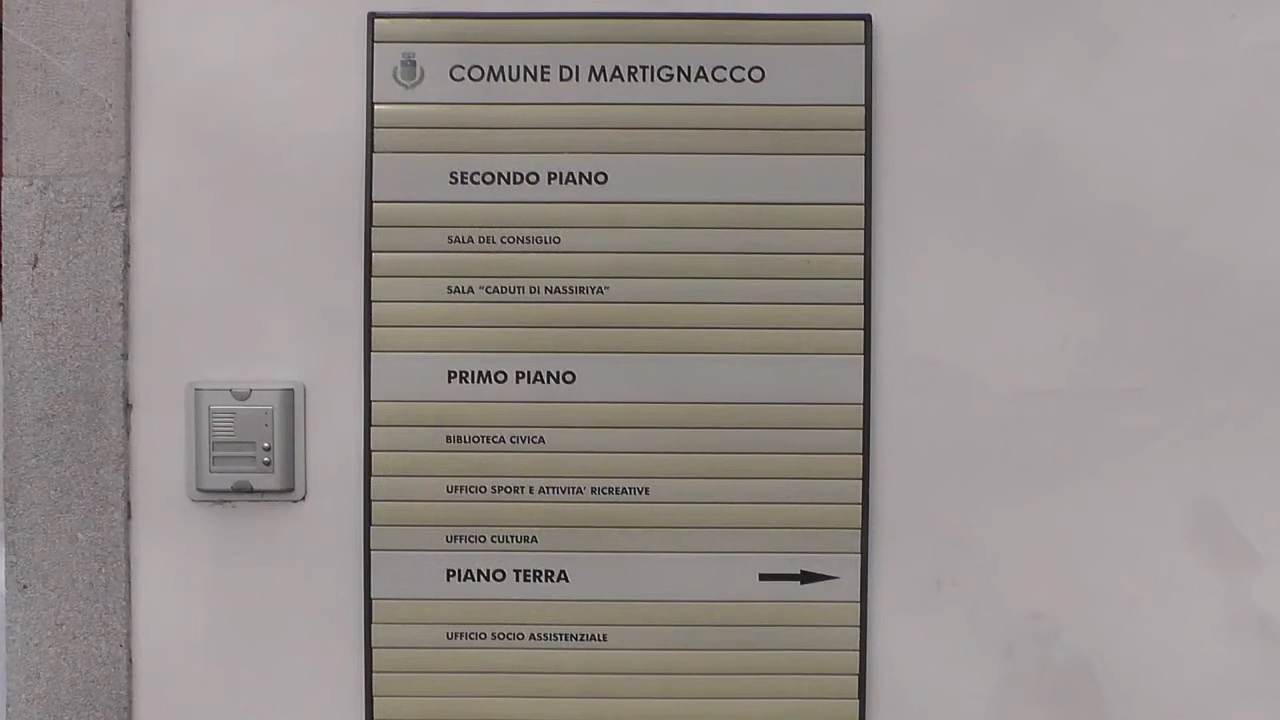 COMUNE DI MARTIGNACCO
SECONDO PIANO
SALA DEL CONSIGLIO
SALA "CADUTI DI NASSIRIYA"
PRIMO PIANO
BIBLIOTECA CIVICA
UFFICIO SPORT E ATTIVITA' RICREATIVE
UFFICIO CULTURA
PIANO TERRA
UFFICIO SOCIO ASSISTENZIALE